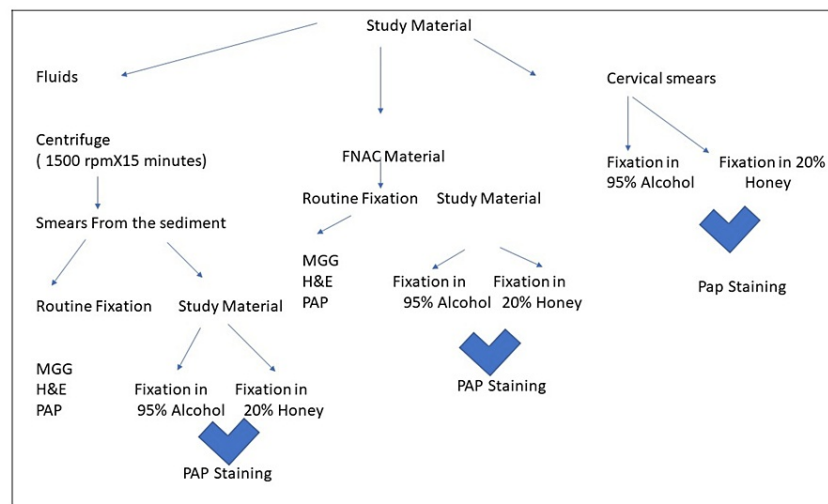 Study Material
Fluids
Centrifuge
( 1500 rpmX15 minutes)
Smears From the sediment
Routine Fixation
Study Material
MGG
H&E
PAP
Fixation in
95% Alcohol
Fixation in
20% Honey
PAP Staining
FNAC Material
Routine Fixation
Study Material
MGG
H&E
PAP
Fixation in
95% Alcohol
Fixation in
20% Honey
PAP Staining
Cervical smears
Fixation in
95% Alcohol
Fixation in 20%
Honey
Pap Staining